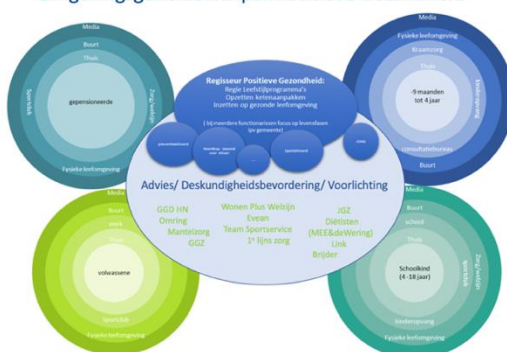 Media
Buurt
Thuis
gepensioneerde
Sportclub
Zorg/welzijn
Fysieke leefomgeving
Regisseur Positieve Gezondheid:
Regie Leefstijlprogramma's
Opzetten ketenaanpakken
Inzetten op gezonde leefomgeving
( bij meerdere functionarissen focus op levensfasen
Media
Fysieke leefomgeving
Kraamzorg
Thuis
-9 maanden
tot 4 jaar
kinderopvang
consultatiebureau
Buurt
Advies/ Deskundigheidsbevordering/ Voorlichting
GGD HN
Omring
Mantelzorg
GGZ
Wonen Plus Welzijn
Evean
Team Sportservice
1e lijns zorg
JGZ
Diëtisten
(MEE&deWering)
Link
Brijder
Media
Buurt
werk
Thuis
volwassene
Sportclub
Fysieke leefomgeving
Media
Buurt
school
Thuis
Schoolkind
(4 -18 jaar)
Zorg/welzijn
sportclub
kinderopvang
Fysieke leefomgeving